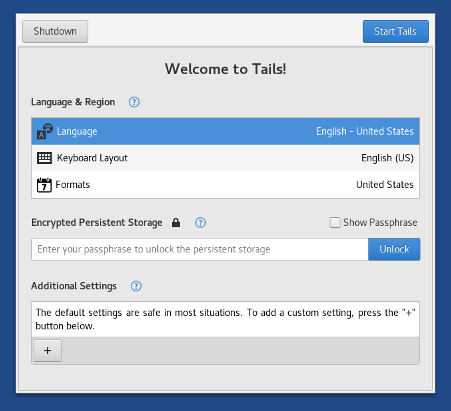 Shutdown
Start Tails
Welcome to Tails!
Language & Region
Language English - United States
Keyboard Layout English (US)
Formats United States
Encrypted Persistent Storage Show Passphrase
Enter your passphrase to unlock the persistent storage Unlock
Additional Settings
The default settings are safe in most situations. To add a custom setting, press the "+"
button below.
+